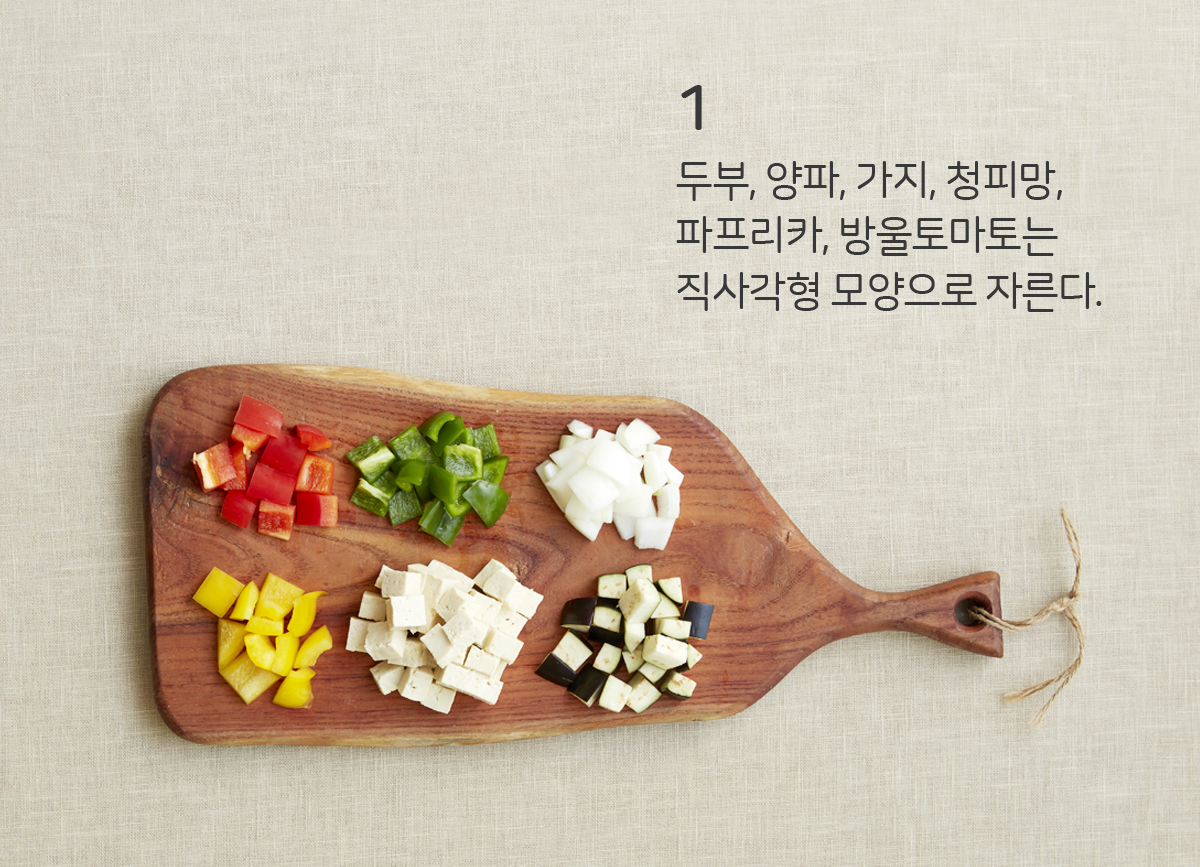 1
두부, 양파, 가지, 청피망,
파프리카, 방울토마토는
직사각형 모양으로 자른다.